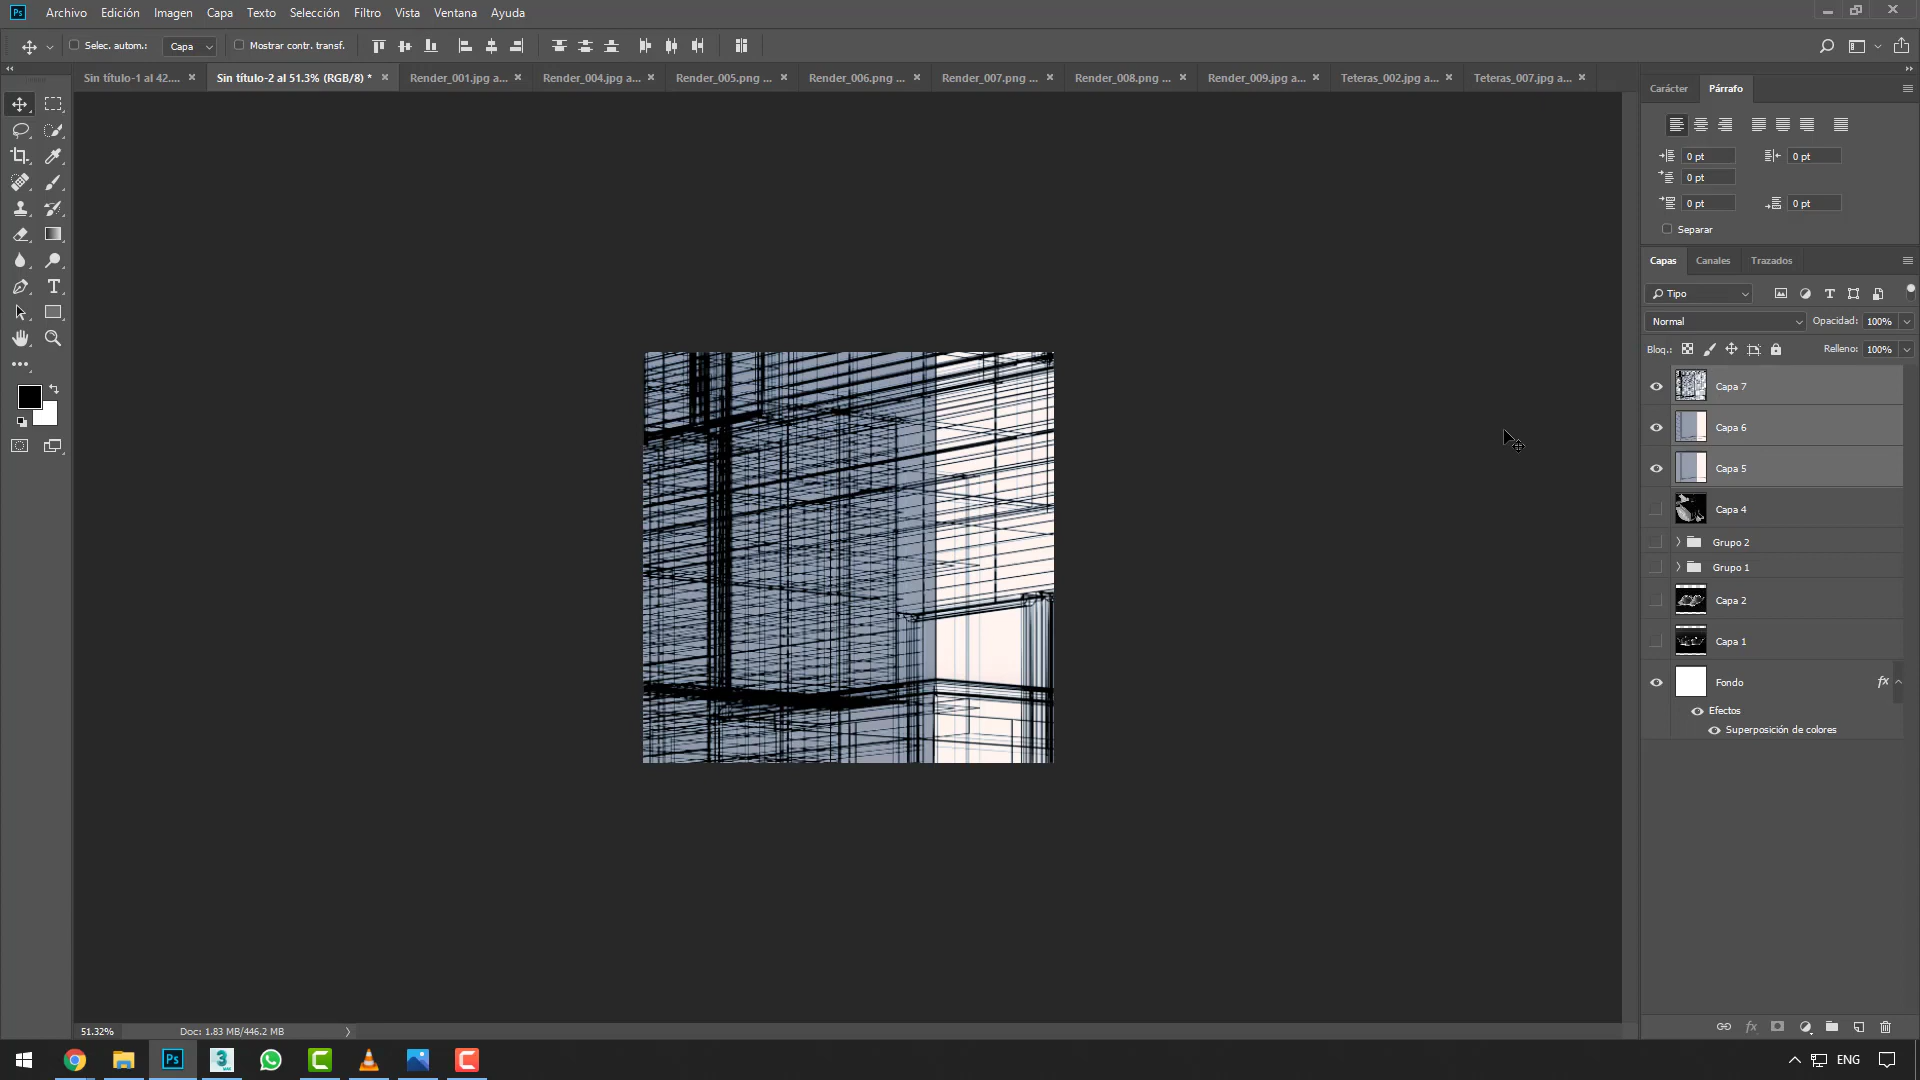 Ps Archivo Edición Imagen Capa Texto Selección Filtro Vista Ventana Ayuda
Selec. autom.: Capa Mostrar contr. transf.
Sin título-1 al 42.... × Sin título-2 al 51.3% (RGB/8) * × Render_001.jpg a... × Render_004.jpg a... × Render_005.png ... × Render_006.png ... × Render_007.png ... × Render_008.png ... × Render_009.jpg a... × Teteras_002.jpg a... × Teteras_007.jpg a... ×
Carácter Párrafo
0 pt 0 pt
0 pt
0 pt 0 pt
Separar
Capas Canales Trazados
Tipo
Normal Opacidad: 100%
Bloq.: Relleno: 100%
Capa 7
Capa 6
Capa 5
Capa 4
Grupo 2
Grupo 1
Capa 2
Capa 1
Fondo fx
Efectos
Superposición de colores
51.32% Doc: 1.83 MB/446.2 MB
fx
Ps 3 MAX C C ENG